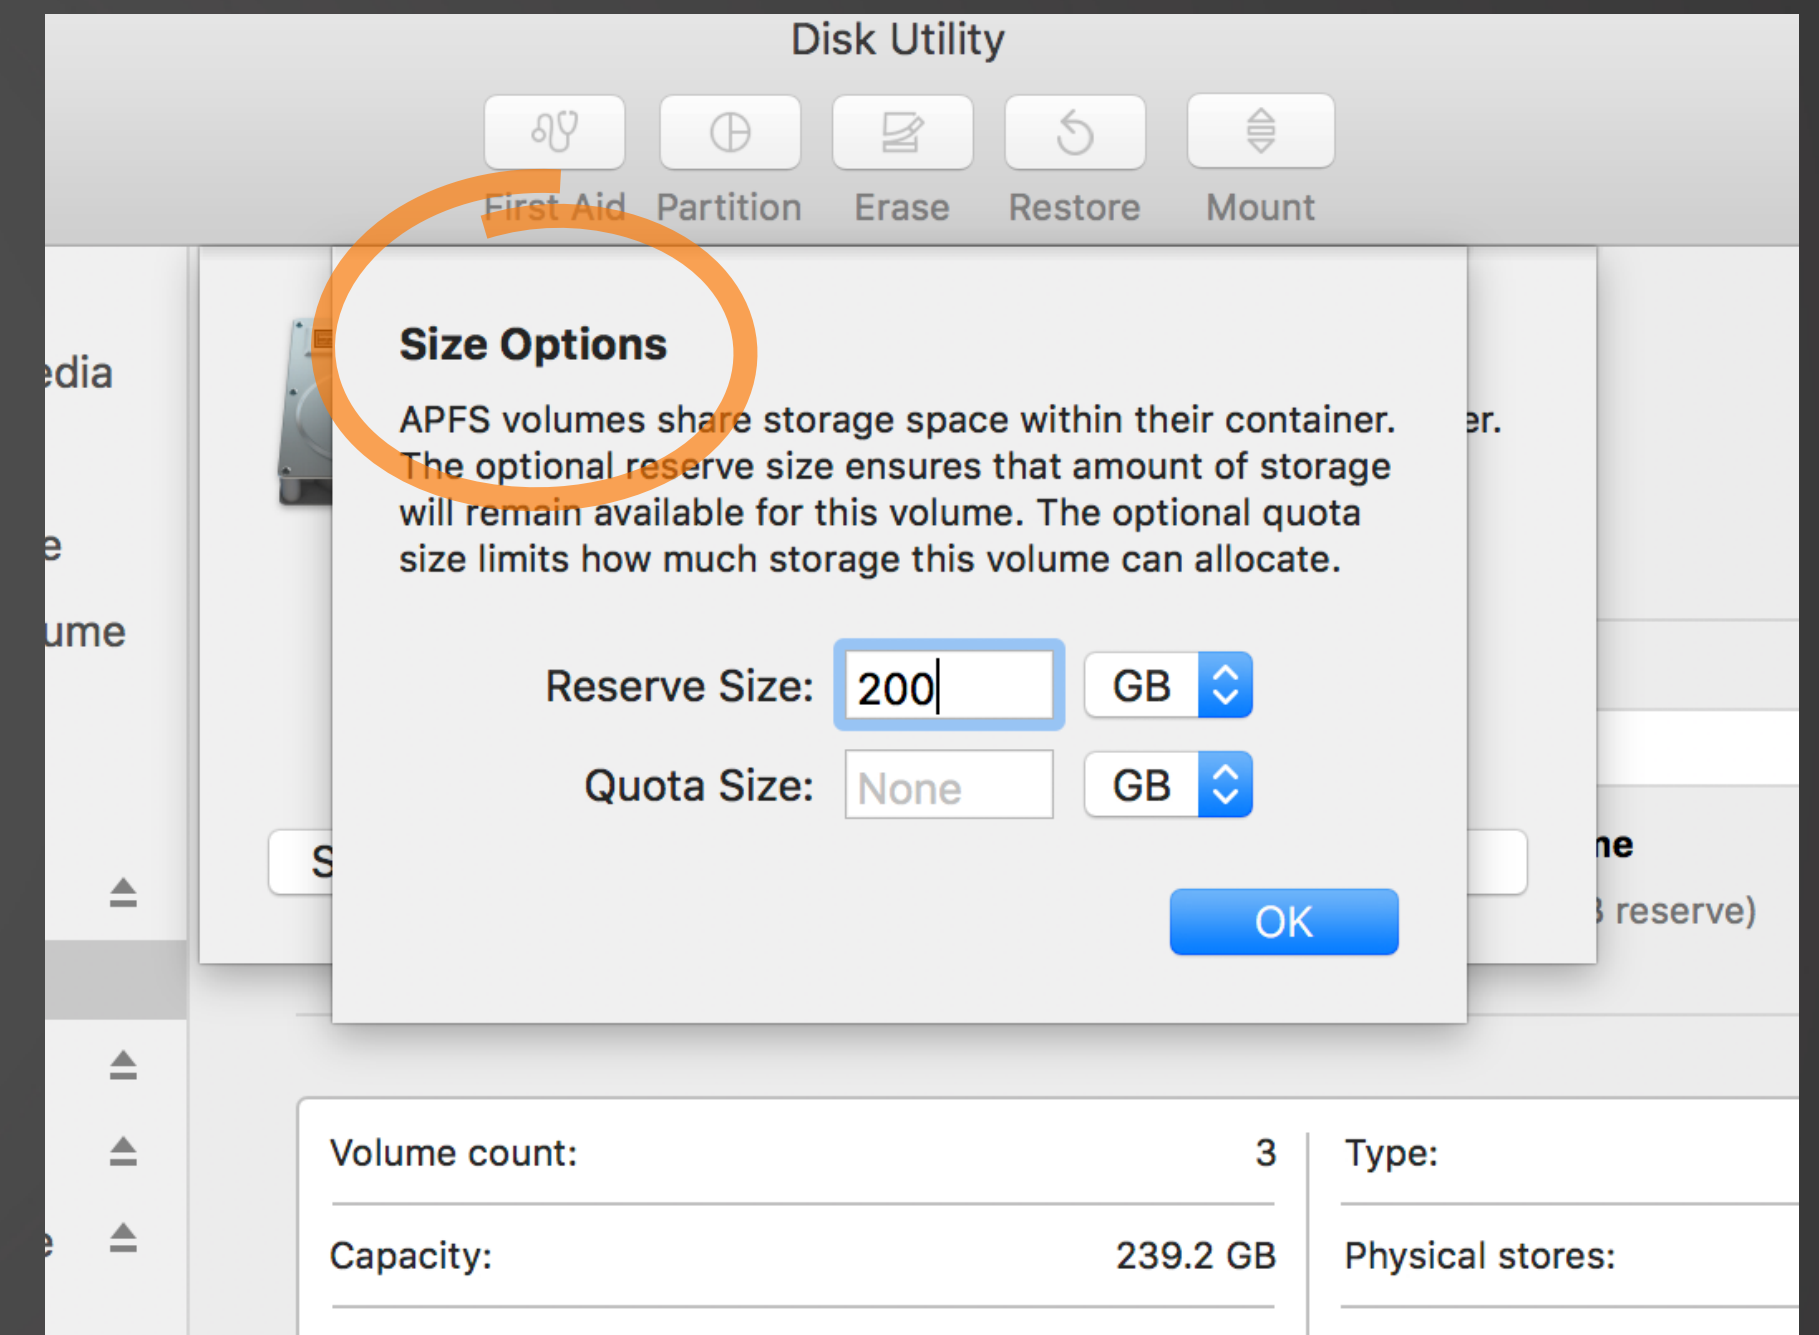 Disk Utility
First Aid Partition Erase Restore Mount
Size Options
APFS volumes share storage space within their container.
The optional reserve size ensures that amount of storage
will remain available for this volume. The optional quota
size limits how much storage this volume can allocate.
er.
edia
e
ume
Reserve Size: 200 GB
Quota Size: None GB
S
ne
reserve)
OK
Volume count: 3 Type:
Capacity: 239.2 GB Physical stores: